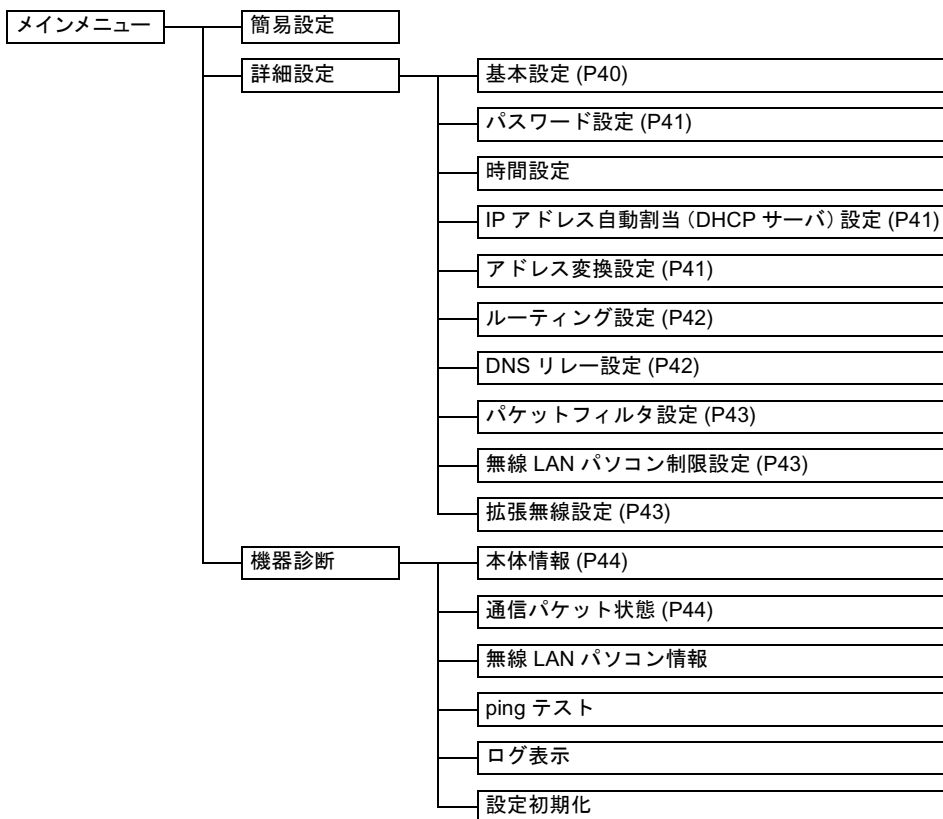 メインメニュー
簡易設定
詳細設定
基本設定 (P40)
パスワード設定 (P41)
時間設定
IP アドレス自動割当（DHCP サーバ）設定 (P41)
アドレス変換設定 (P41)
ルーティング設定 (P42)
DNS リレー設定 (P42)
パケットフィルタ設定 (P43)
無線 LAN パソコン制限設定 (P43)
拡張無線設定 (P43)
機器診断
本体情報 (P44)
通信パケット状態 (P44)
無線 LAN パソコン情報
ping テスト
ログ表示
設定初期化